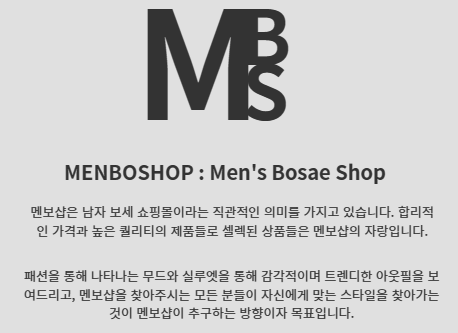 MBS
MENBOSHOP : Men's Bosae Shop
멘보샵은 남자 보세 쇼핑몰이라는 직관적인 의미를 가지고 있습니다. 합리적
인 가격과 높은 퀄리티의 제품들로 셀렉된 상품들은 멘보샵의 자랑입니다.
패션을 통해 나타나는 무드와 실루엣을 통해 감각적이며 트렌디한 아웃핏을 보
여드리고, 멘보샵을 찾아주시는 모든 분들이 자신에게 맞는 스타일을 찾아가는
것이 멘보샵이 추구하는 방향이자 목표입니다.